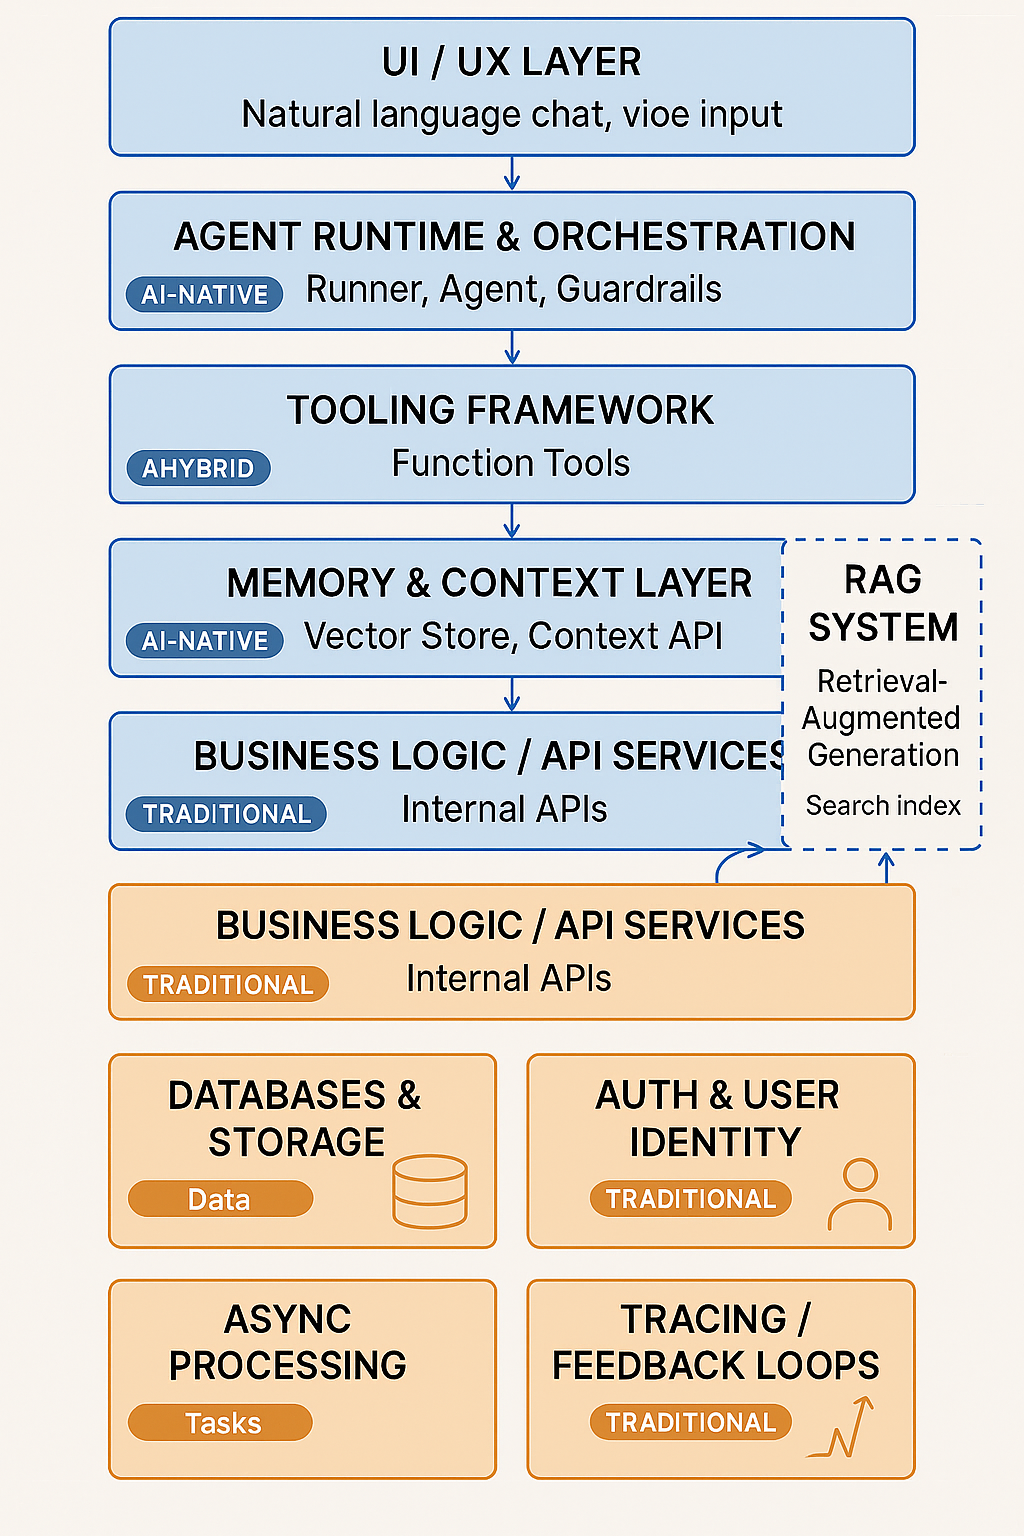 UI / UX LAYER
Natural language chat, vioe input
AGENT RUNTIME & ORCHESTRATION
AI-NATIVE
Runner, Agent, Guardrails
TOOLING FRAMEWORK
AHYBRID
Function Tools
MEMORY & CONTEXT LAYER
AI-NATIVE
Vector Store, Context API
RAG
SYSTEM
Retrieval-
Augmented
Generation
Search index
BUSINESS LOGIC / API SERVICES
TRADITIONAL
Internal APIs
BUSINESS LOGIC / API SERVICES
TRADITIONAL
Internal APIs
DATABASES &
STORAGE
Data
AUTH & USER
IDENTITY
TRADITIONAL
ASYNC
PROCESSING
Tasks
TRACING /
FEEDBACK LOOPS
TRADITIONAL